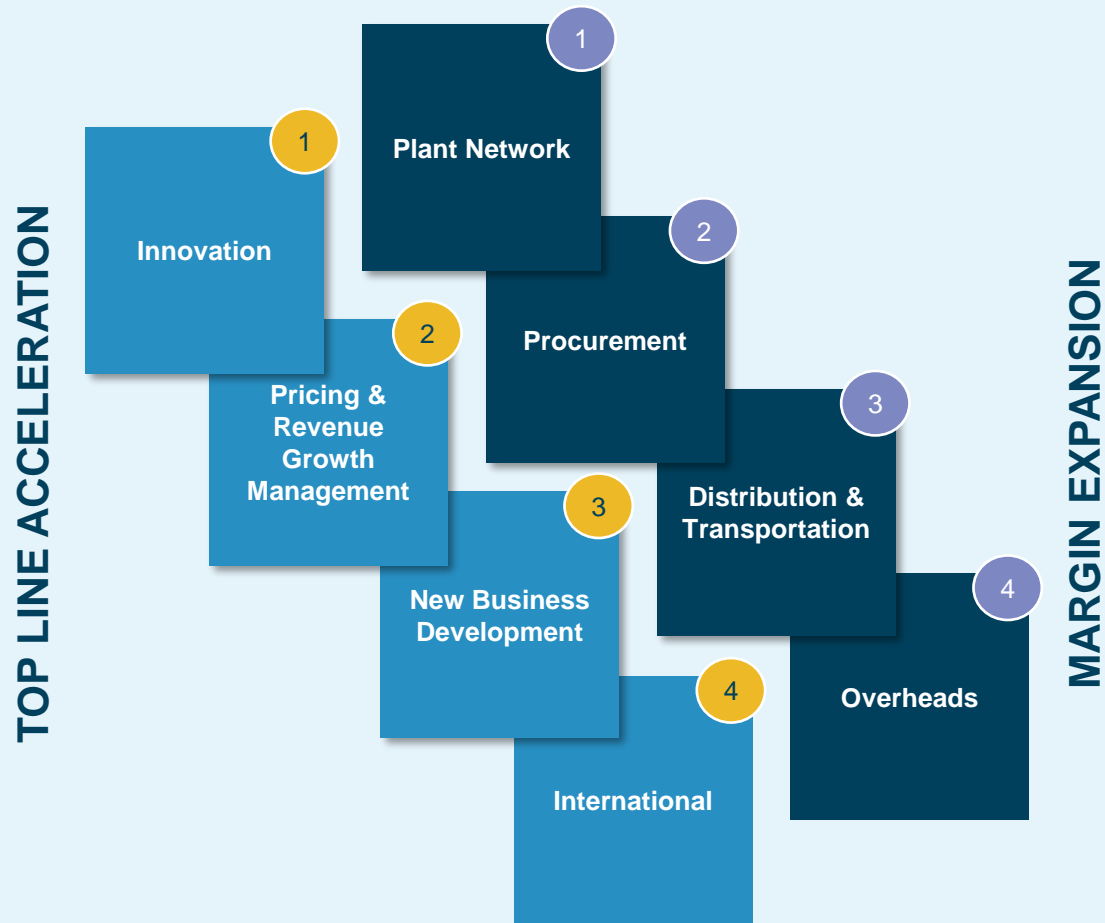 TOP LINE ACCELERATION
1
Innovation
2
Pricing &
Revenue
Growth
Management
3
New Business
Development
4
International
1
Plant Network
2
Procurement
3
Distribution &
Transportation
4
Overheads
MARGIN EXPANSION